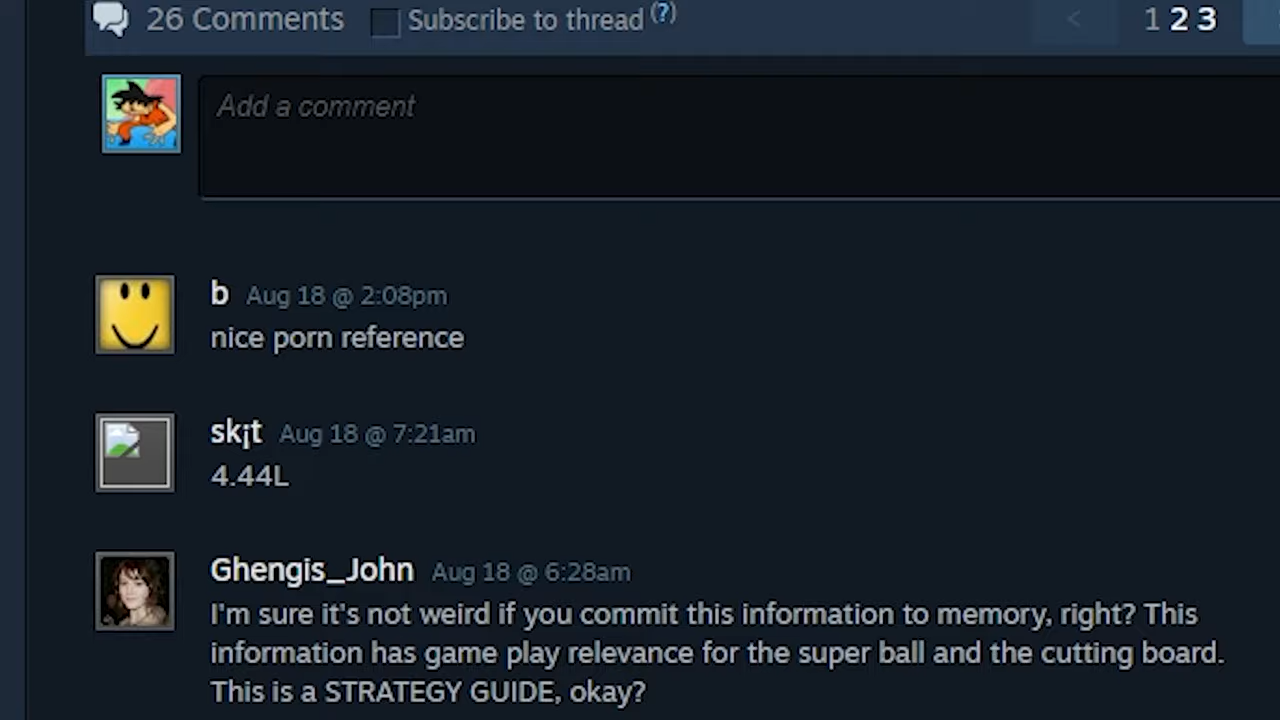 26 Comments Subscribe to thread (?) < 1 2 3
Add a comment
b Aug 18 @ 2:08pm
nice porn reference
sk¡t Aug 18 @ 7:21am
4.44L
Ghengis_John Aug 18 @ 6:28am
I'm sure it's not weird if you commit this information to memory, right? This
information has game play relevance for the super ball and the cutting board.
This is a STRATEGY GUIDE, okay?